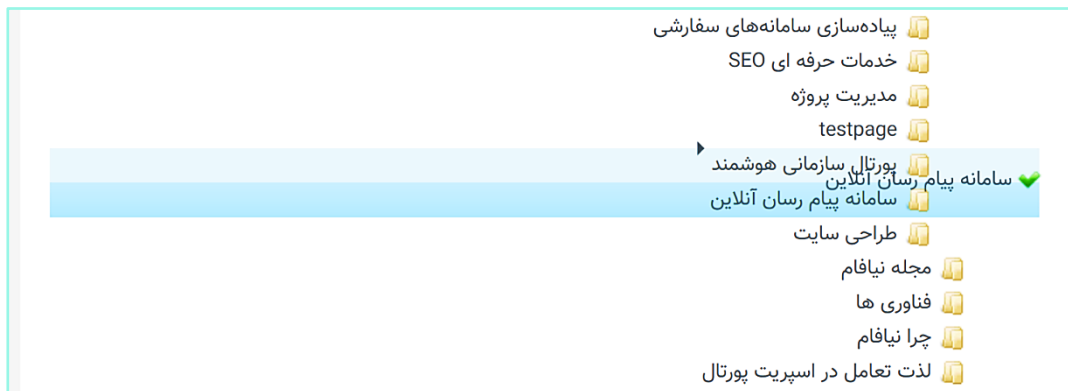 پیاده‌سازی سامانه‌های سفارشی
خدمات حرفه ای SEO
مدیریت پروژه
testpage
پورتال سازمانی هوشمند
سامانه پیام رسان آنلاین
سامانه پیام رسان آنلاین
طراحی سایت
مجله نیافام
فناوری ها
چرا نیافام
لذت تعامل در اسپریت پورتال